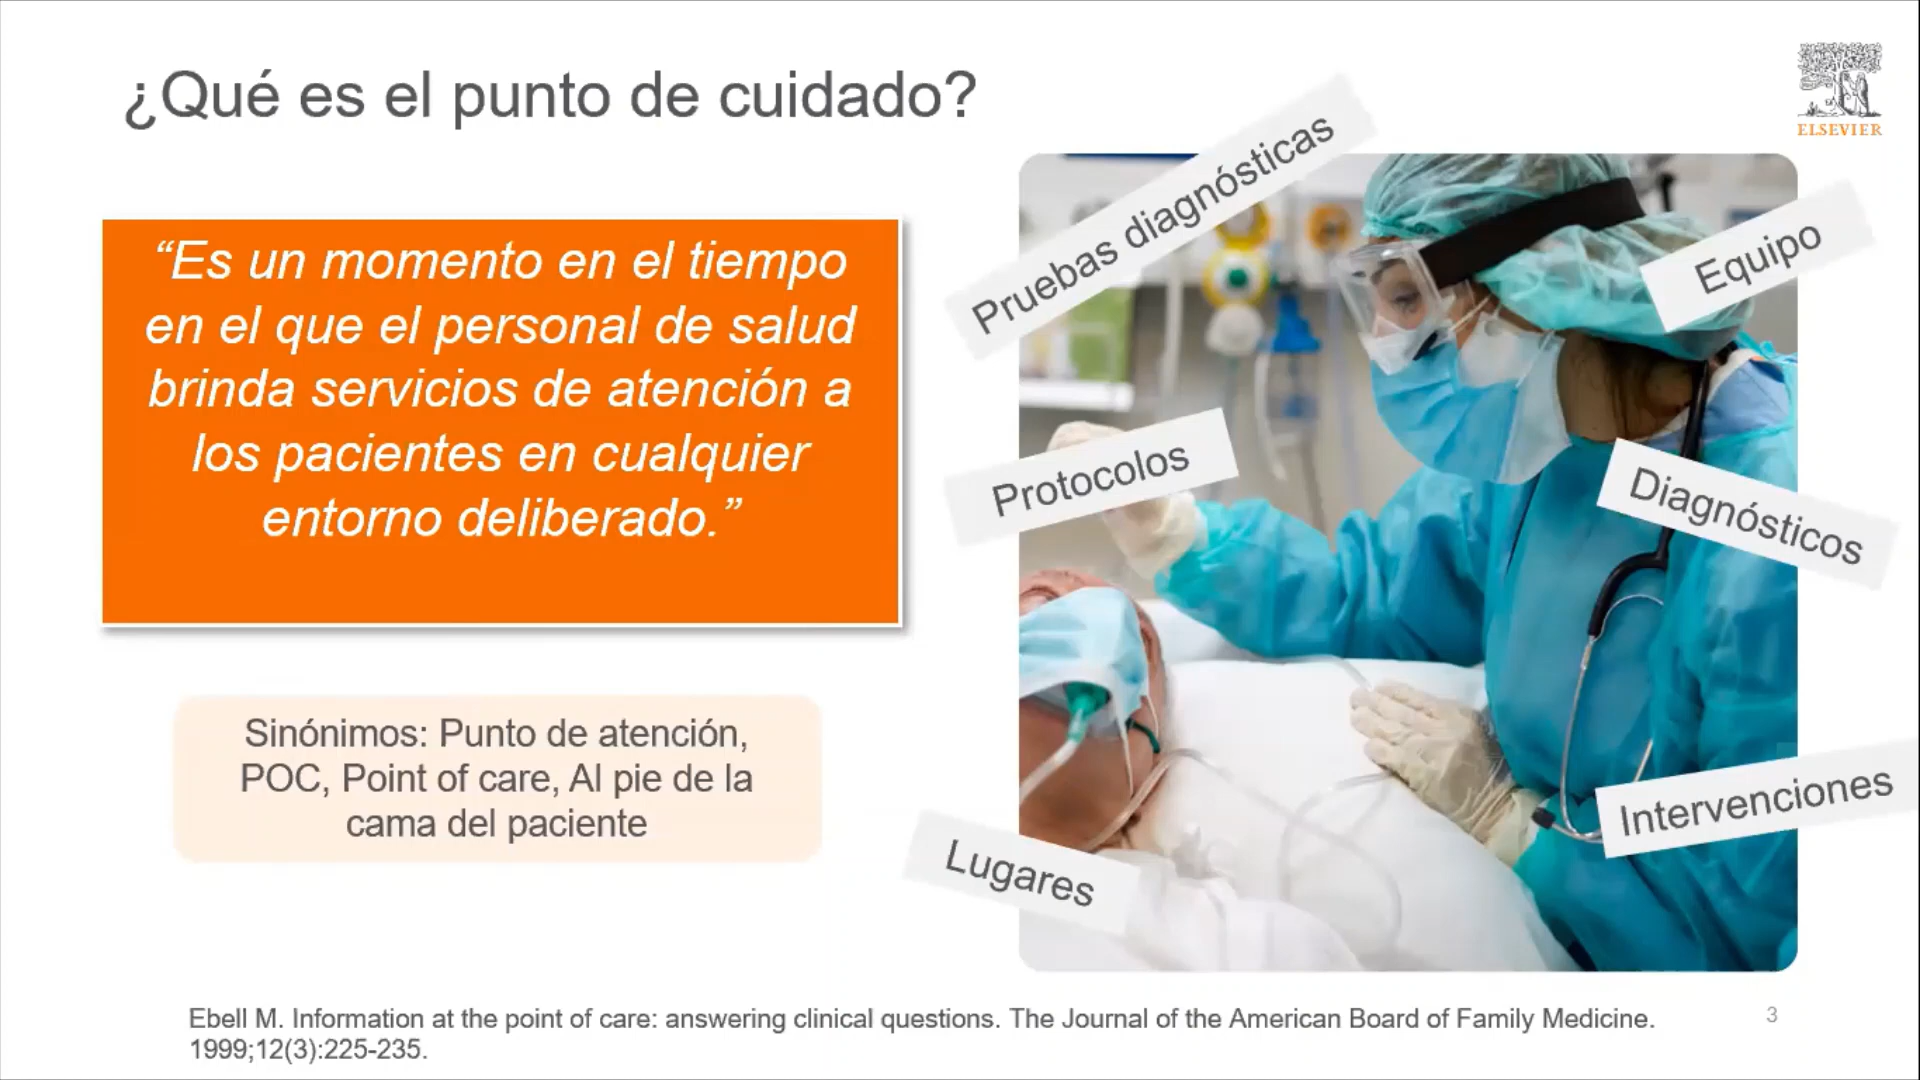 ¿Qué es el punto de cuidado?
ELSEVIER
“Es un momento en el tiempo
en el que el personal de salud
brinda servicios de atención a
los pacientes en cualquier
entorno deliberado.”
Sinónimos: Punto de atención,
POC, Point of care, Al pie de la
cama del paciente
Pruebas diagnósticas
Equipo
Protocolos
Diagnósticos
Intervenciones
Lugares
Ebell M. Information at the point of care: answering clinical questions. The Journal of the American Board of Family Medicine.
1999;12(3):225-235.
3